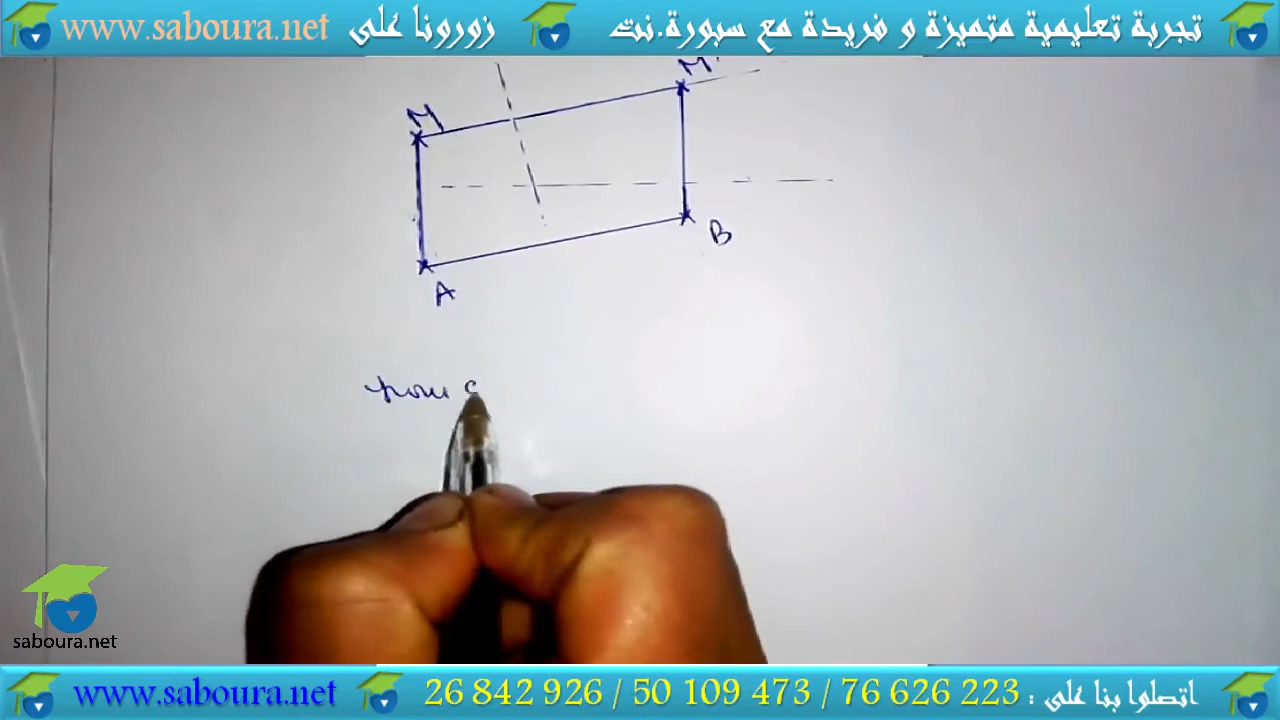 www.saboura.net زورونا على تجربة تعليمية متميزة و فريدة مع سبورة.نت
M M'
B
A
pour
saboura.net
www.saboura.net 26 842 926 / 50 109 473 / 76 626 223 : اتصلوا بنا على